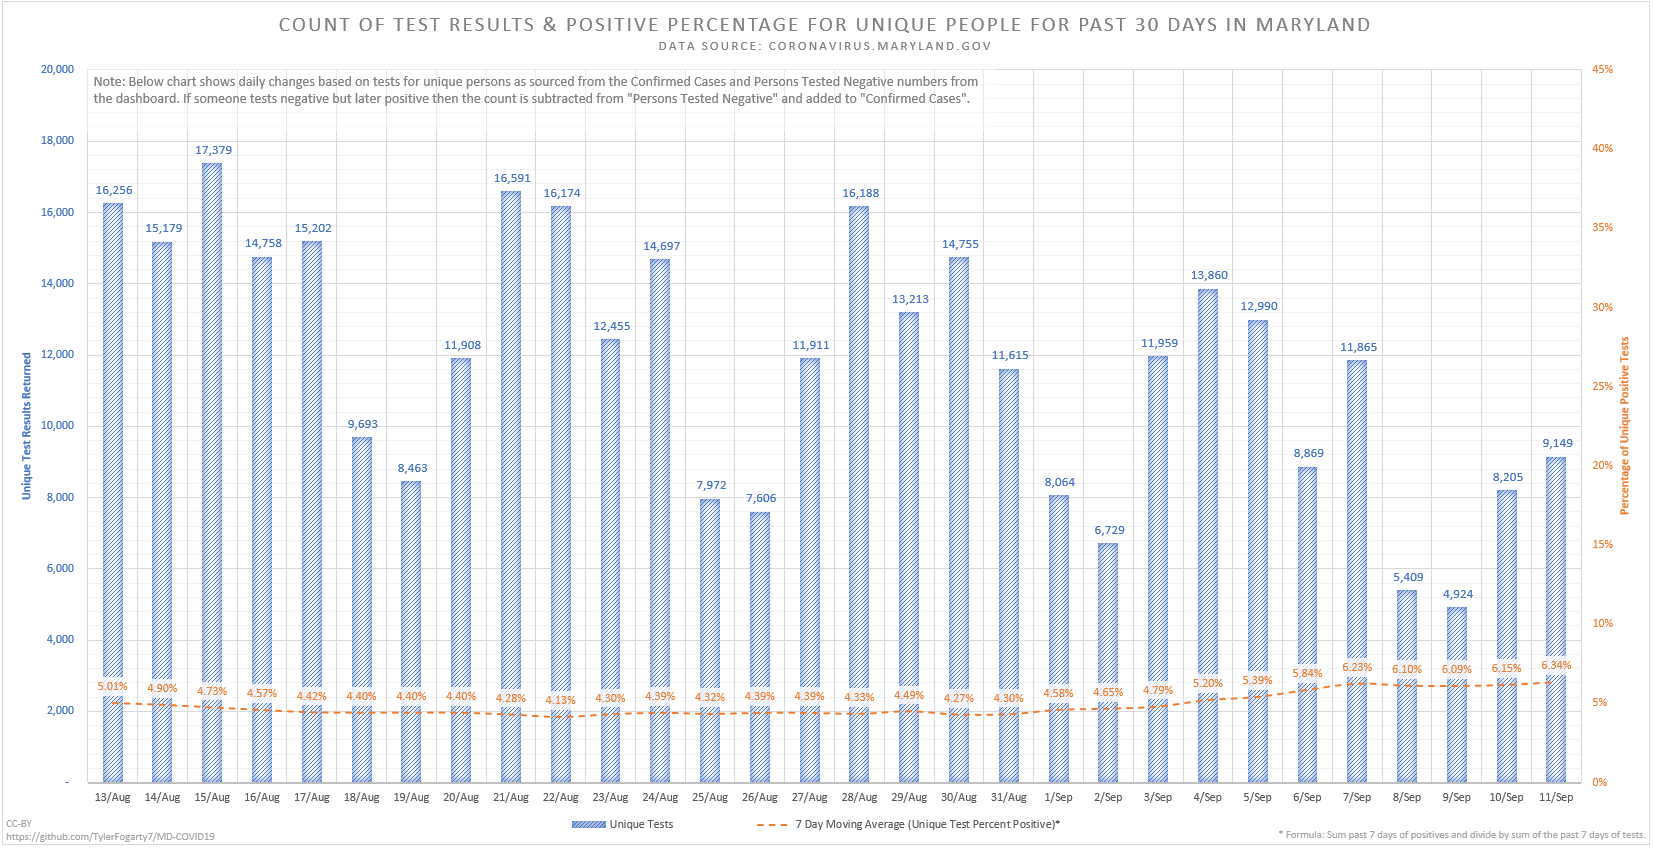 COUNT OF TEST RESULTS & POSITIVE PERCENTAGE FOR UNIQUE PEOPLE FOR PAST 30 DAYS IN MARYLAND
DATA SOURCE: CORONAVIRUS.MARYLAND.GOV
Note: Below chart shows daily changes based on tests for unique persons as sourced from the Confirmed Cases and Persons Tested Negative numbers from
the dashboard. If someone tests negative but later positive then the count is subtracted from "Persons Tested Negative" and added to "Confirmed Cases".
Unique Test Results Returned
20,000
18,000
16,000
14,000
12,000
10,000
8,000
6,000
4,000
2,000
-
16,256 15,179 17,379 14,758 15,202 9,693 8,463 11,908 16,591 16,174 12,455 14,697 7,972 7,606 11,911 16,188 13,213 14,755 11,615 8,064 6,729 11,959 13,860 12,990 8,869 11,865 5,409 4,924 8,205 9,149
5.01% 4.90% 4.73% 4.57% 4.42% 4.40% 4.40% 4.40% 4.28% 4.13% 4.30% 4.39% 4.32% 4.39% 4.39% 4.33% 4.49% 4.27% 4.30% 4.58% 4.65% 4.79% 5.20% 5.39% 5.84% 6.23% 6.10% 6.09% 6.15% 6.34%
13/Aug 14/Aug 15/Aug 16/Aug 17/Aug 18/Aug 19/Aug 20/Aug 21/Aug 22/Aug 23/Aug 24/Aug 25/Aug 26/Aug 27/Aug 28/Aug 29/Aug 30/Aug 31/Aug 1/Sep 2/Sep 3/Sep 4/Sep 5/Sep 6/Sep 7/Sep 8/Sep 9/Sep 10/Sep 11/Sep
45%
40%
35%
30%
25%
20%
15%
10%
5%
0%
Percentage of Unique Positive Tests
Unique Tests 7 Day Moving Average (Unique Test Percent Positive)*
CC-BY
https://github.com/TylerFogarty7/MD-COVID19
* Formula: Sum past 7 days of positives and divide by sum of the past 7 days of tests.